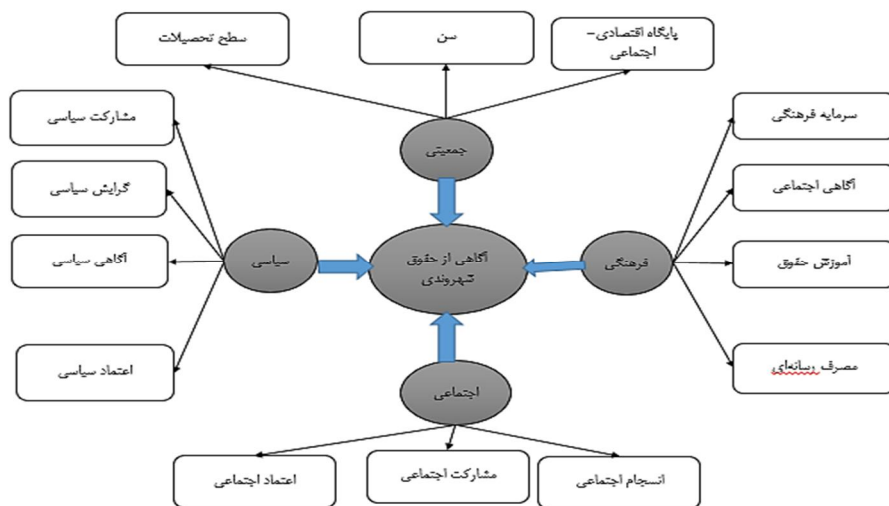 پایگاه اقتصادی-
اجتماعی
سن
سطح تحصیلات
جمعیتی
سرمایه فرهنگی
آگاهی اجتماعی
آموزش حقوق
مصرف رسانه‌ای
فرهنگی
آگاهی از حقوق
شهروندی
سیاسی
مشارکت سیاسی
گرایش سیاسی
آگاهی سیاسی
اعتماد سیاسی
اجتماعی
انسجام اجتماعی
مشارکت اجتماعی
اعتماد اجتماعی